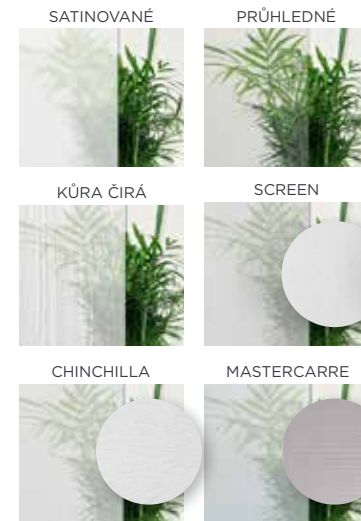 SATINOVANÉ
PRŮHLEDNÉ
KŮRA ČIRÁ
SCREEN
CHINCHILLA
MASTERCARRE